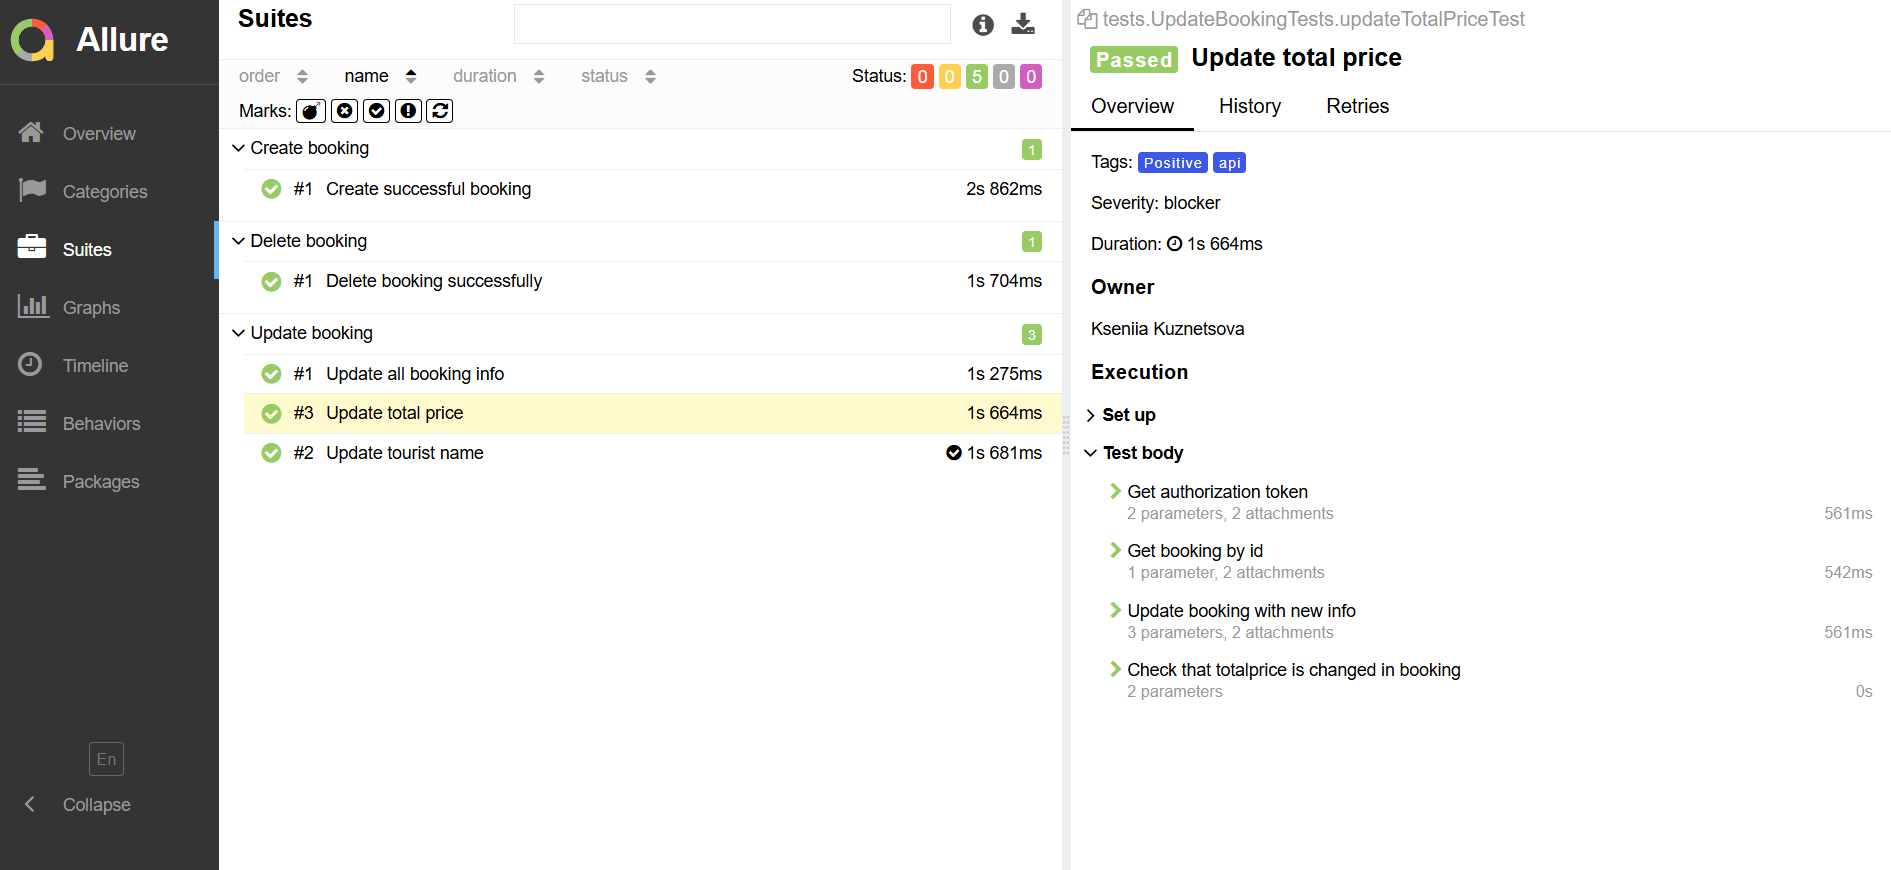 Allure
Overview
Categories
Suites
Graphs
Timeline
Behaviors
Packages
En
Collapse
Suites
order name duration status Status: 0 0 5 0 0
Marks:
Create booking 1
#1 Create successful booking 2s 862ms
Delete booking 1
#1 Delete booking successfully 1s 704ms
Update booking 3
#1 Update all booking info 1s 275ms
#3 Update total price 1s 664ms
#2 Update tourist name 1s 681ms
tests.UpdateBookingTests.updateTotalPriceTest
Passed Update total price
Overview History Retries
Tags: Positive api
Severity: blocker
Duration: 1s 664ms
Owner
Kseniia Kuznetsova
Execution
Set up
Test body
Get authorization token
2 parameters, 2 attachments 561ms
Get booking by id
1 parameter, 2 attachments 542ms
Update booking with new info
3 parameters, 2 attachments 561ms
Check that totalprice is changed in booking
2 parameters 0s